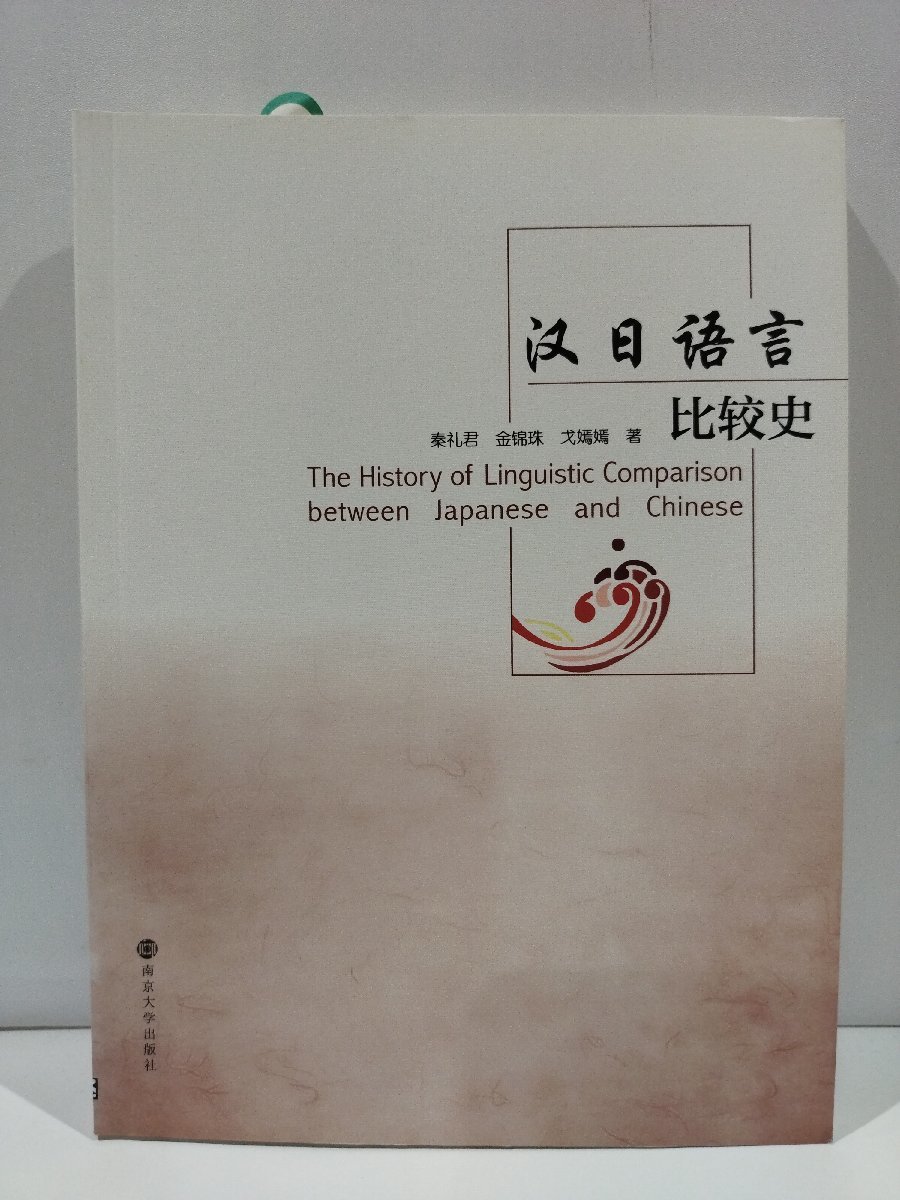 汉日语言
比较史
秦礼君 金锦珠 戈嫣嫣 著
The History of Linguistic Comparison
between Japanese and Chinese
南京大学出版社